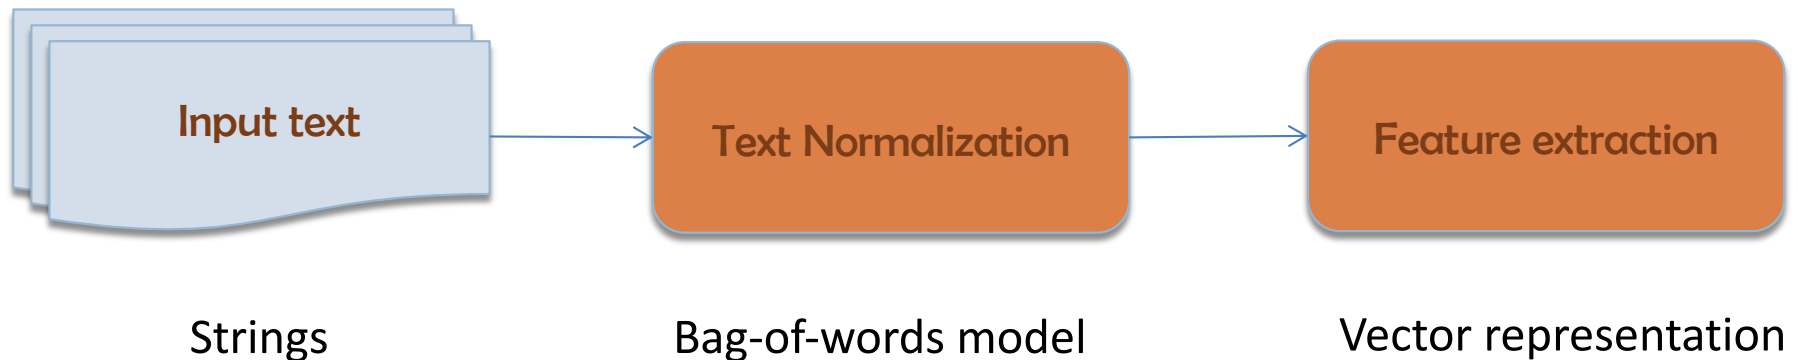 Input text
Text Normalization
Feature extraction
Strings
Bag-of-words model
Vector representation